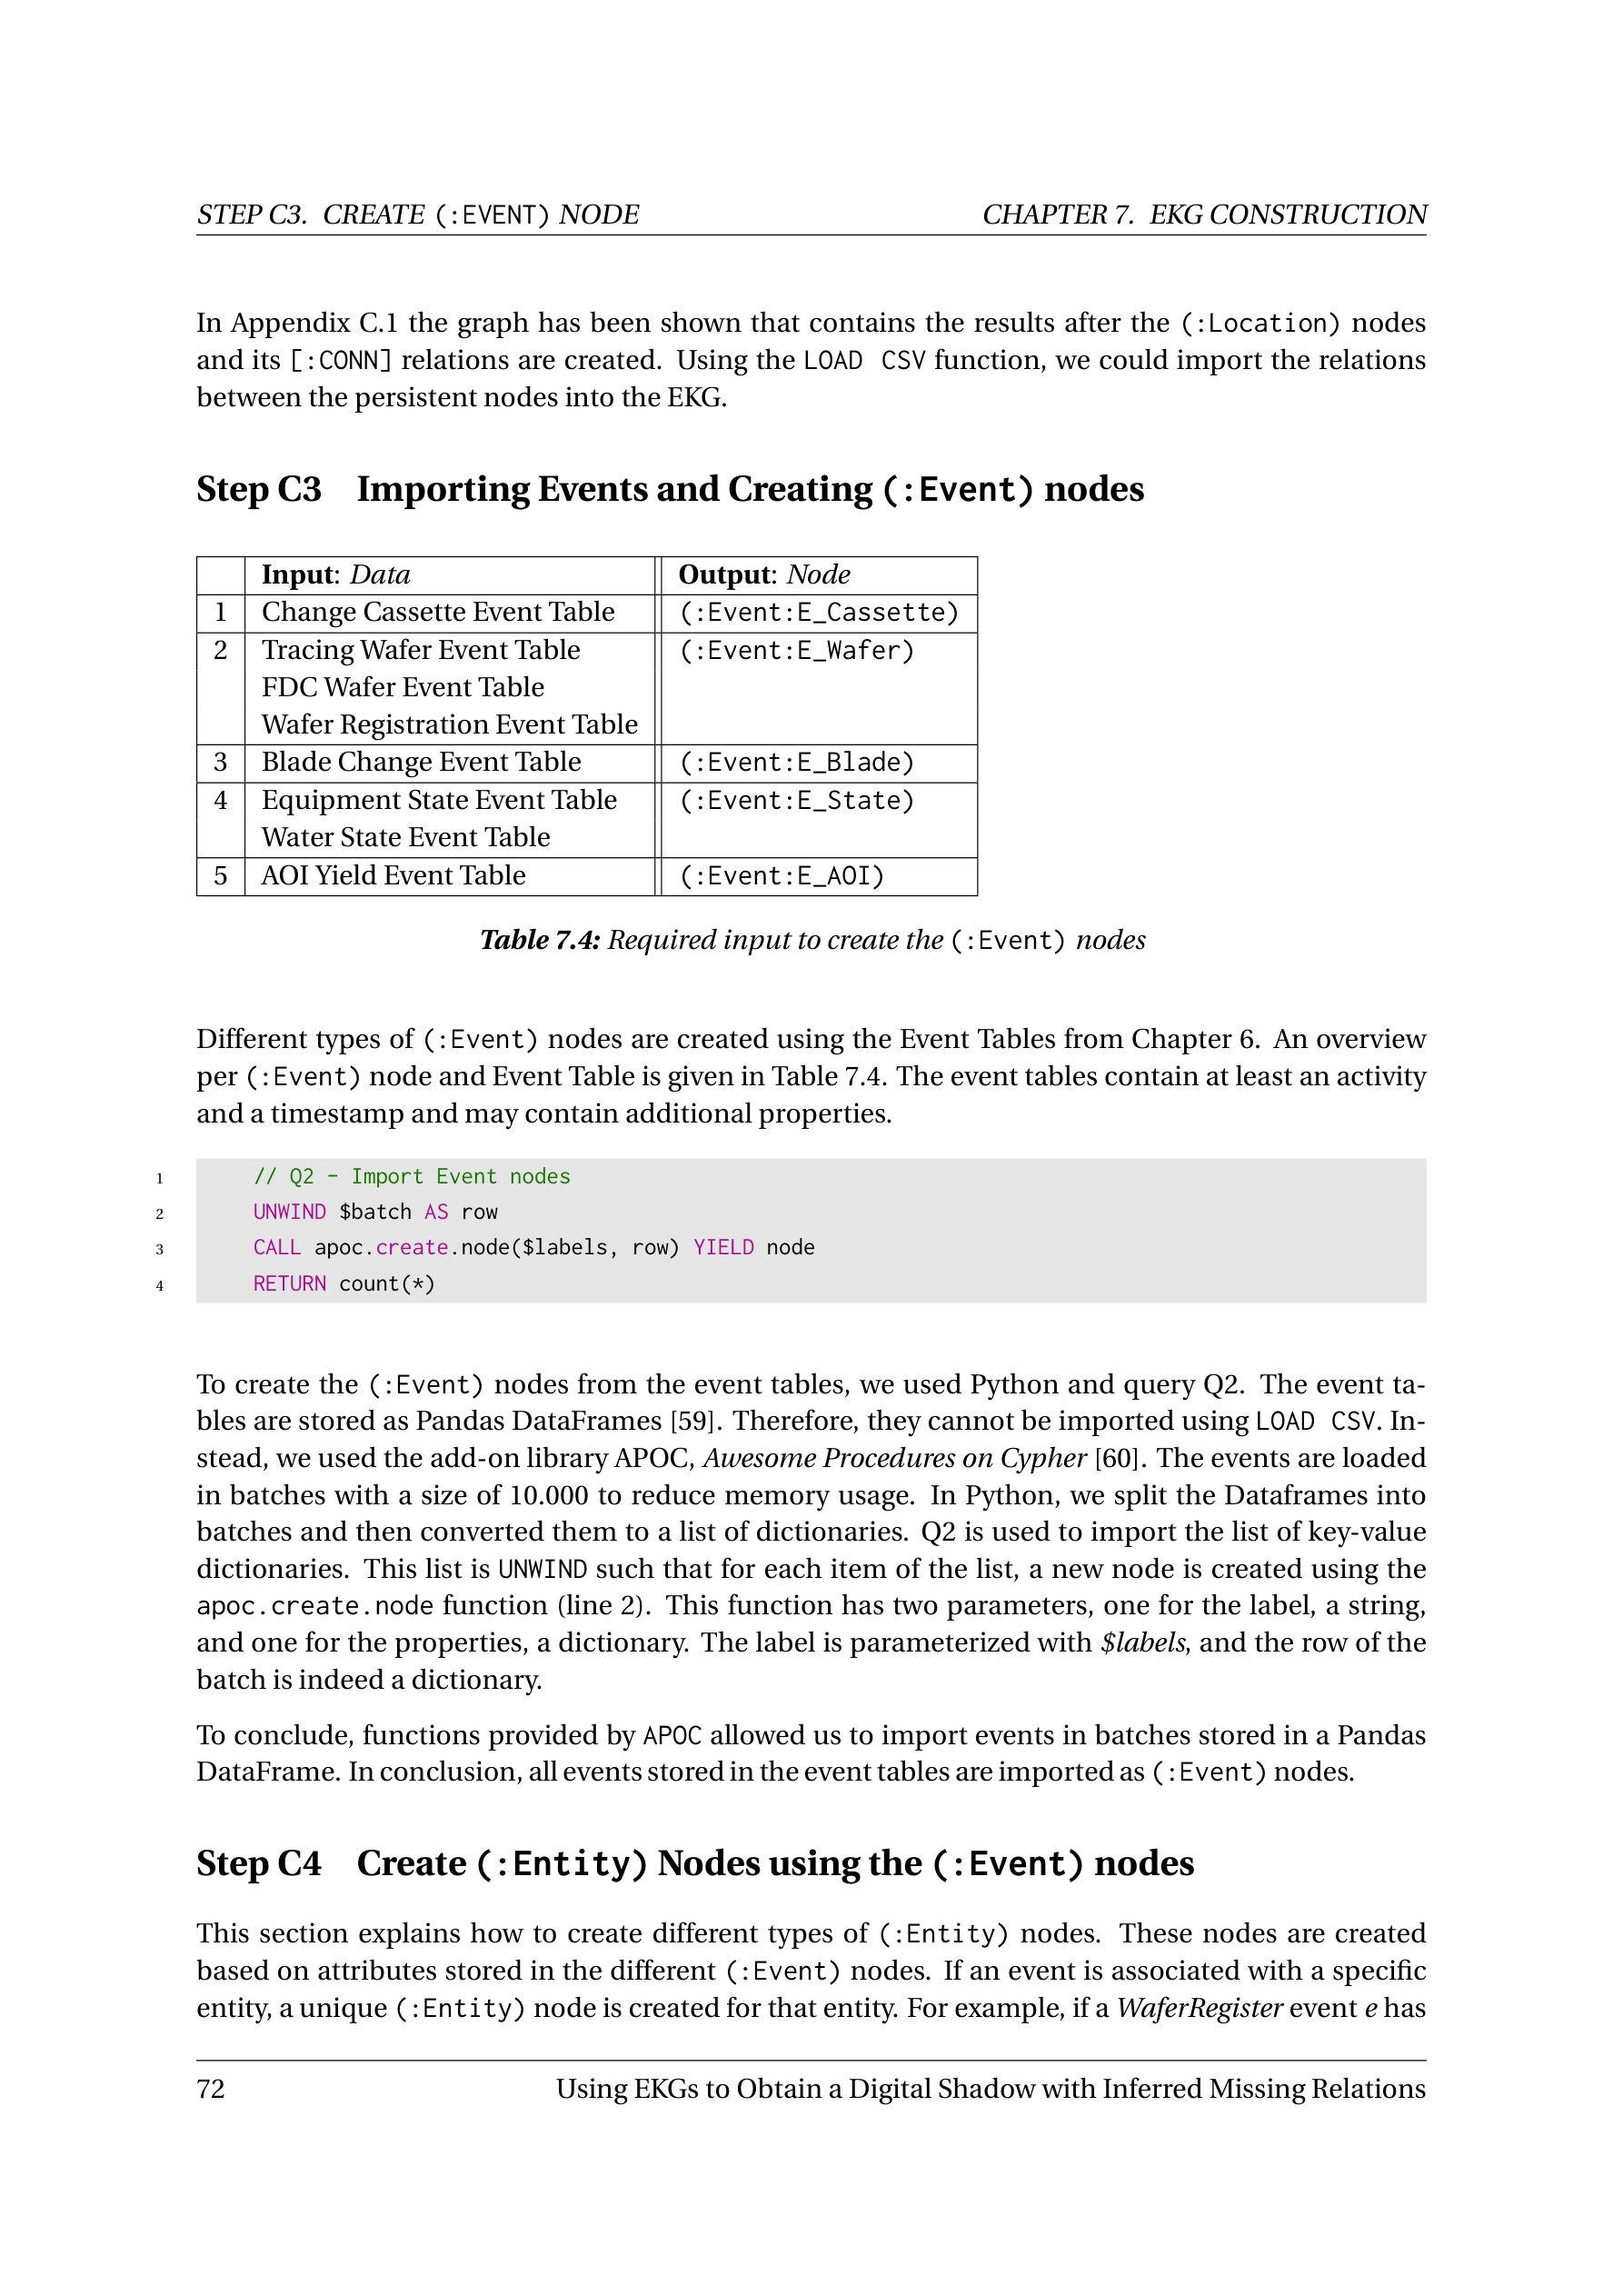 STEP C3. CREATE (:EVENT) NODE CHAPTER 7. EKG CONSTRUCTION
In Appendix C.1 the graph has been shown that contains the results after the (:Location) nodes
and its [:CONN] relations are created. Using the LOAD CSV function, we could import the relations
between the persistent nodes into the EKG.
Step C3 Importing Events and Creating (:Event) nodes
Input: Data Output: Node
1 Change Cassette Event Table (:Event:E_Cassette)
2 Tracing Wafer Event Table (:Event:E_Wafer)
FDC Wafer Event Table
Wafer Registration Event Table
3 Blade Change Event Table (:Event:E_Blade)
4 Equipment State Event Table (:Event:E_State)
Water State Event Table
5 AOI Yield Event Table (:Event:E_AOI)
Table 7.4: Required input to create the (:Event) nodes
Different types of (:Event) nodes are created using the Event Tables from Chapter 6. An overview
per (:Event) node and Event Table is given in Table 7.4. The event tables contain at least an activity
and a timestamp and may contain additional properties.
1 // Q2 - Import Event nodes
2 UNWIND $batch AS row
3 CALL apoc.create.node($labels, row) YIELD node
4 RETURN count(*)
To create the (:Event) nodes from the event tables, we used Python and query Q2. The event ta-
bles are stored as Pandas DataFrames [59]. Therefore, they cannot be imported using LOAD CSV. In-
stead, we used the add-on library APOC, Awesome Procedures on Cypher [60]. The events are loaded
in batches with a size of 10.000 to reduce memory usage. In Python, we split the Dataframes into
batches and then converted them to a list of dictionaries. Q2 is used to import the list of key-value
dictionaries. This list is UNWIND such that for each item of the list, a new node is created using the
apoc.create.node function (line 2). This function has two parameters, one for the label, a string,
and one for the properties, a dictionary. The label is parameterized with $labels, and the row of the
batch is indeed a dictionary.
To conclude, functions provided by APOC allowed us to import events in batches stored in a Pandas
DataFrame. In conclusion, all events stored in the event tables are imported as (:Event) nodes.
Step C4 Create (:Entity) Nodes using the (:Event) nodes
This section explains how to create different types of (:Entity) nodes. These nodes are created
based on attributes stored in the different (:Event) nodes. If an event is associated with a specific
entity, a unique (:Entity) node is created for that entity. For example, if a WaferRegister event e has
72 Using EKGs to Obtain a Digital Shadow with Inferred Missing Relations